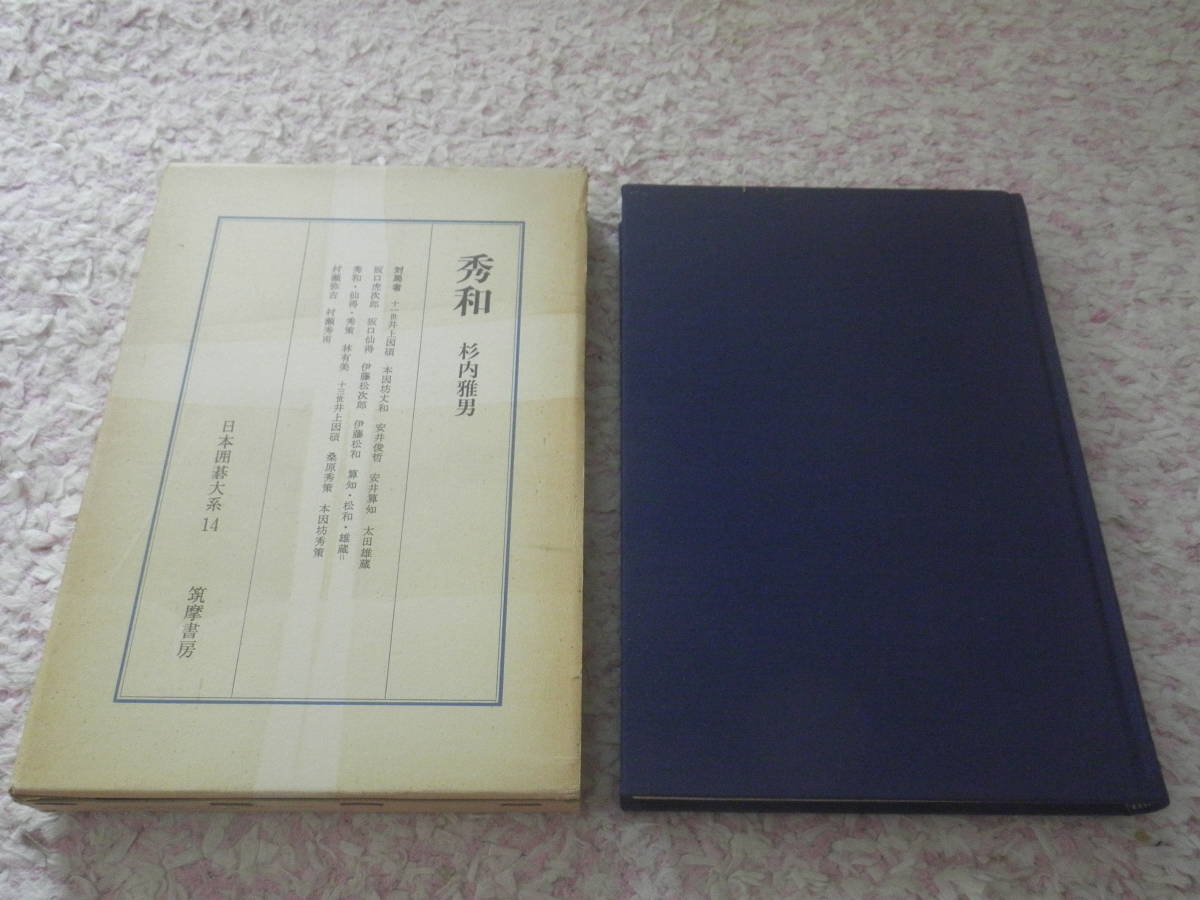 秀和 杉内雅男
対局者 十一世井上因碩 本因坊丈和 安井俊哲 安井算知 太田雄蔵
阪口虎次郎 阪口仙得 伊藤松次郎 伊藤松和 算知・松和・雄蔵=
秀和・仙得・秀策 林有美 十三世井上因碩 桑原秀策 本因坊秀策
村瀬弥吉 村瀬秀甫
日本囲碁大系 14
筑摩書房